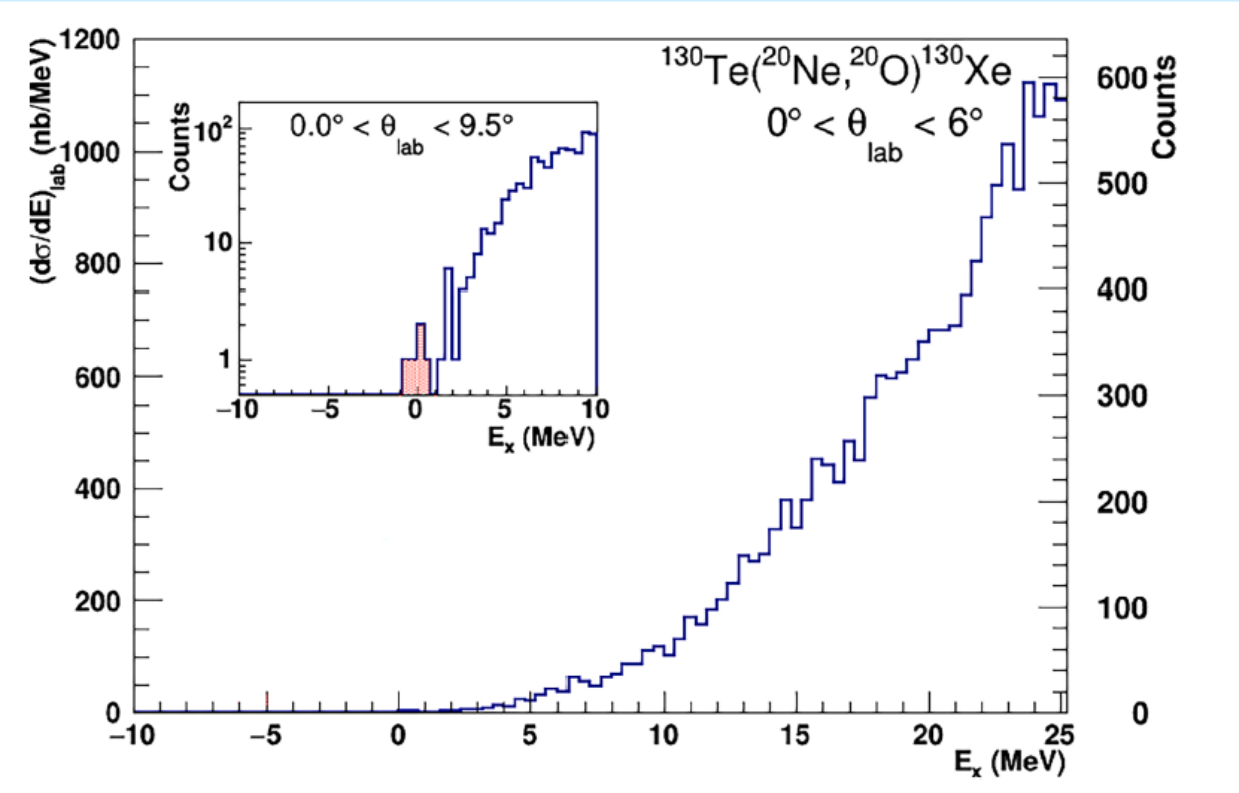 (dσ/dE)lab (nb/MeV)
1200
1000
800
600
400
200
0
¹³⁰Te(²⁰Ne,²⁰O)¹³⁰Xe
0° < θlab < 6°
Counts
600
500
400
300
200
100
0
−10 −5 0 5 10 15 20 25
Eₓ (MeV)
Counts
0.0° < θlab < 9.5°
10²
10
1
−10 −5 0 5 10
Eₓ (MeV)